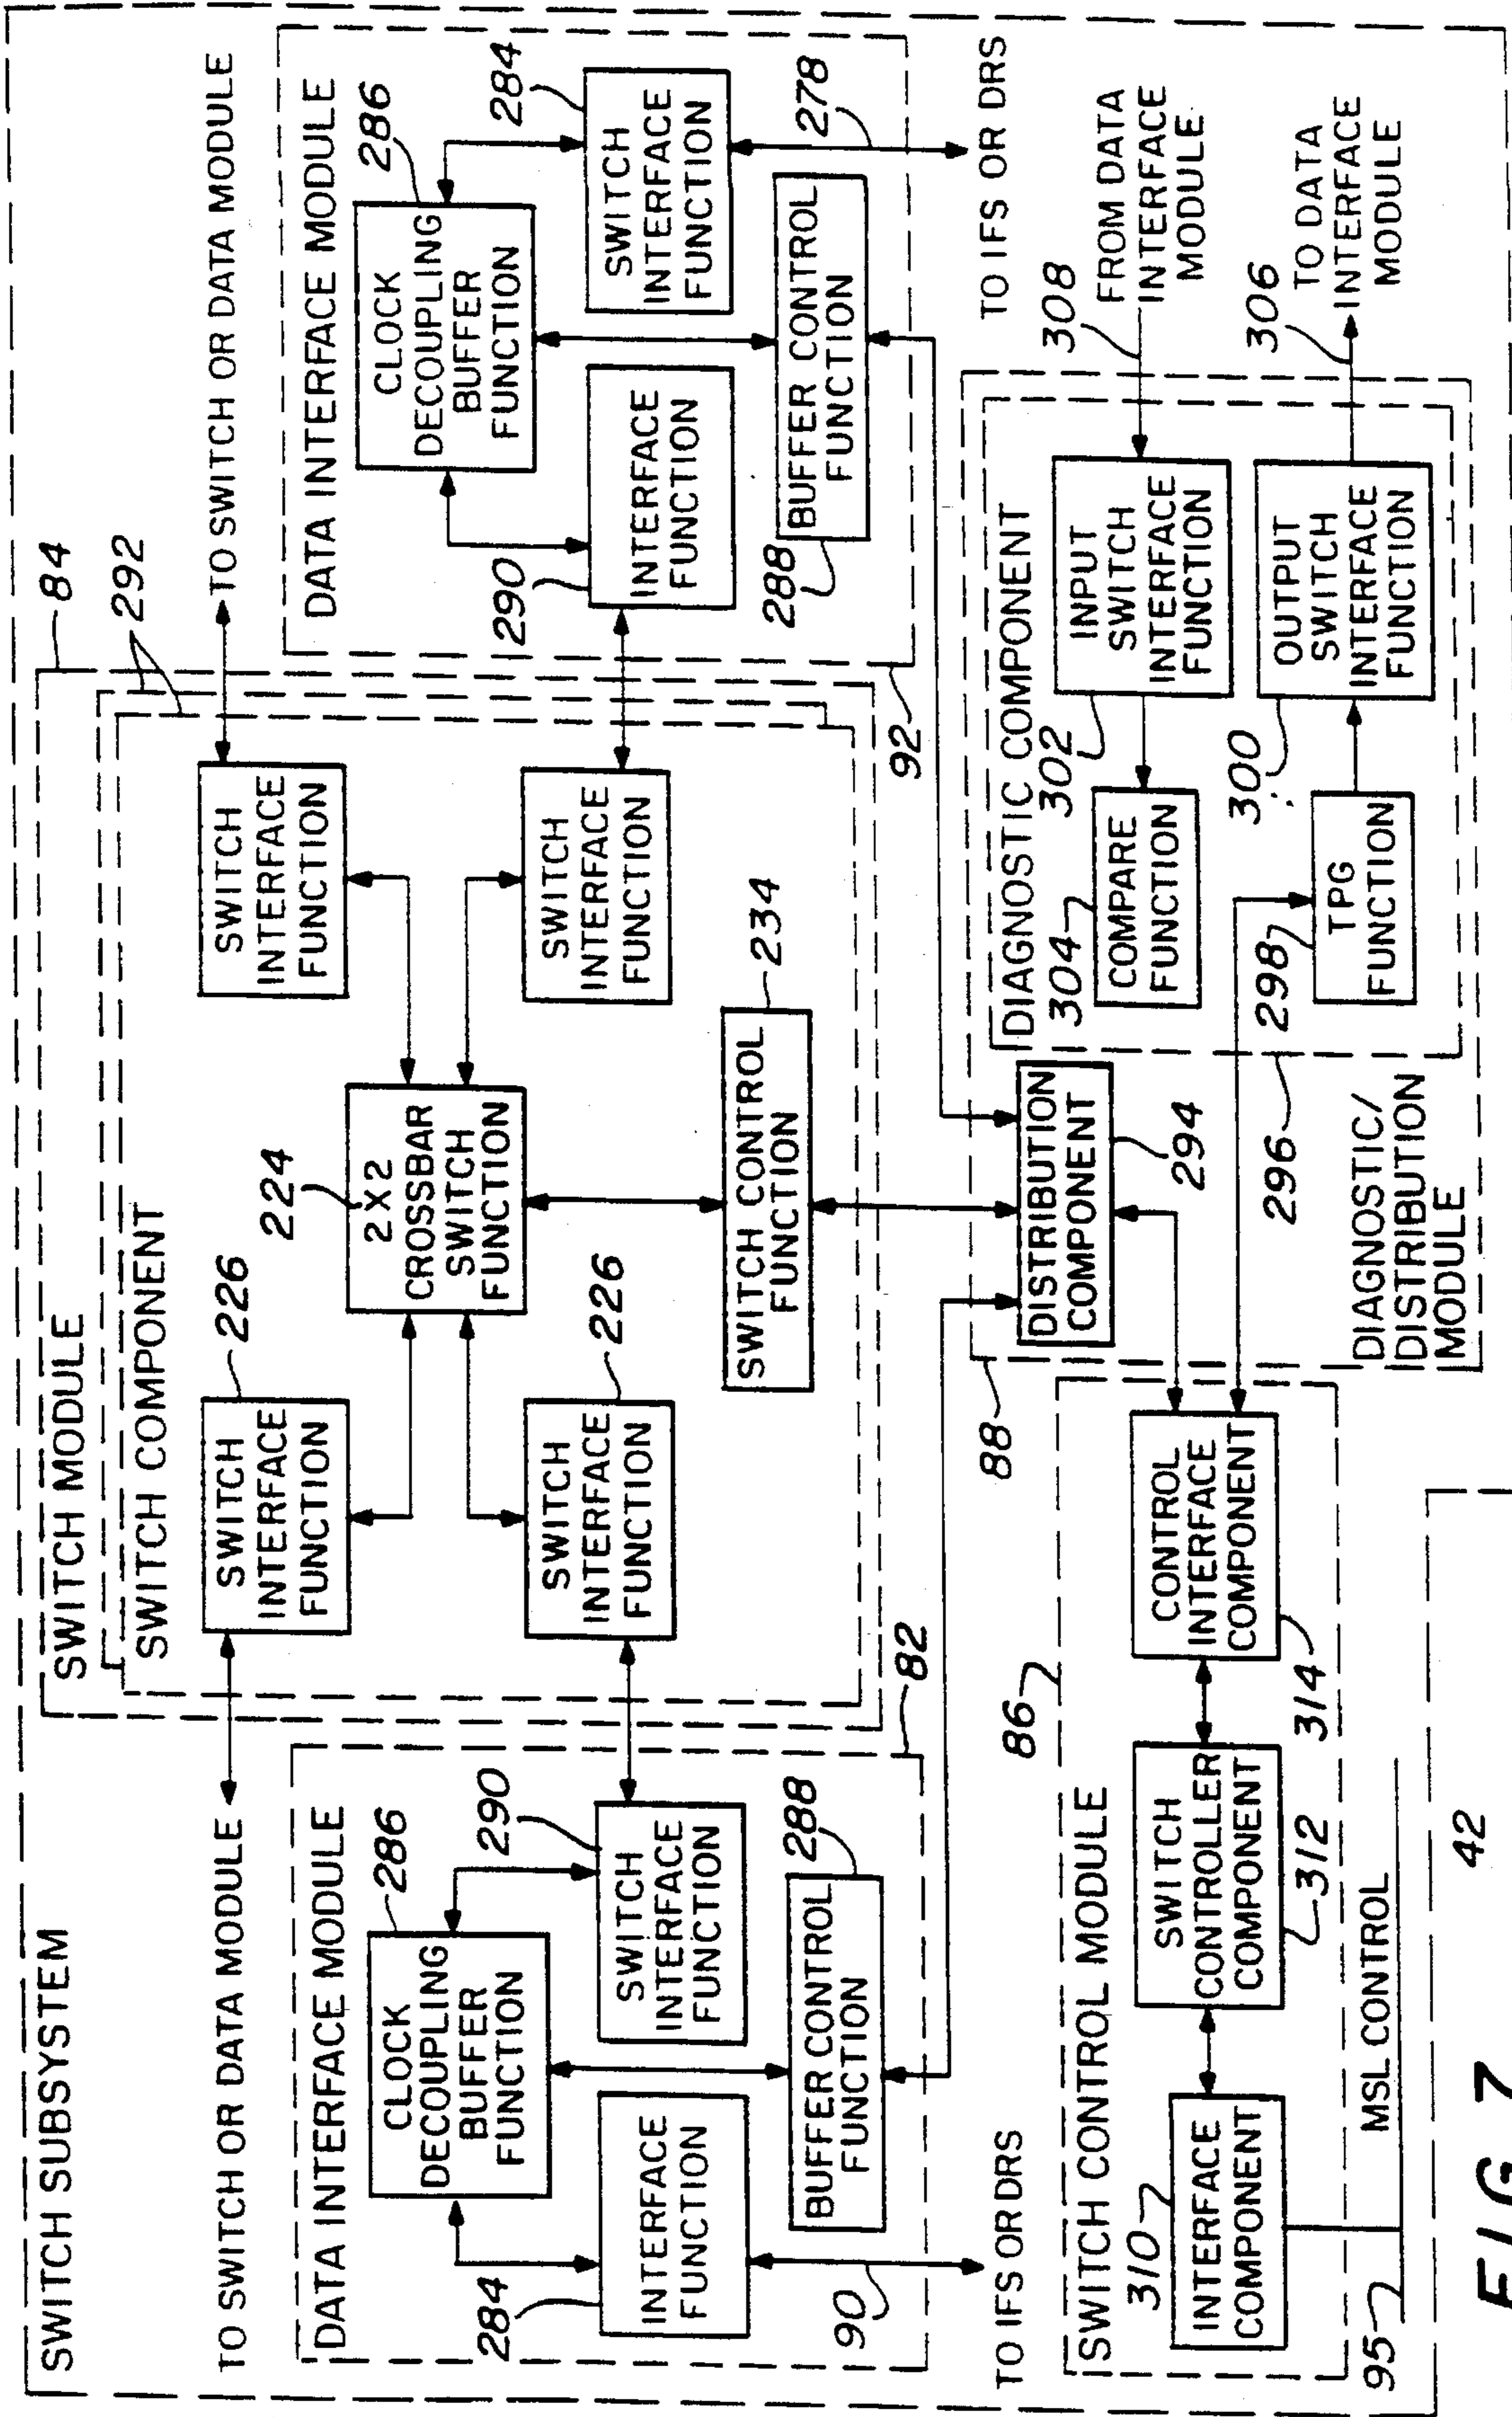 SWITCH SUBSYSTEM
TO SWITCH OR DATA MODULE
DATA INTERFACE MODULE
286
CLOCK
DECOUPLING
BUFFER
FUNCTION
290
SWITCH
INTERFACE
FUNCTION
284
INTERFACE
FUNCTION
288
BUFFER CONTROL
FUNCTION
82
90
TO IFS OR DRS
SWITCH MODULE
SWITCH COMPONENT
84
292
226
SWITCH
INTERFACE
FUNCTION
224
2X2
CROSSBAR
SWITCH
FUNCTION
SWITCH
INTERFACE
FUNCTION
226
SWITCH
INTERFACE
FUNCTION
SWITCH
INTERFACE
FUNCTION
234
SWITCH CONTROL
FUNCTION
TO SWITCH OR DATA MODULE
DATA INTERFACE MODULE
286
CLOCK
DECOUPLING
BUFFER
FUNCTION
284
SWITCH
INTERFACE
FUNCTION
290
INTERFACE
FUNCTION
288
BUFFER CONTROL
FUNCTION
278
92
TO IFS OR DRS
86
SWITCH CONTROL MODULE
310
INTERFACE
COMPONENT
SWITCH
CONTROLLER
COMPONENT
312
CONTROL
INTERFACE
COMPONENT
314
MSL CONTROL
95
42
88
DISTRIBUTION
COMPONENT
294
DIAGNOSTIC/
DISTRIBUTION
MODULE
296
DIAGNOSTIC COMPONENT
304
COMPARE
FUNCTION
302
INPUT
SWITCH
INTERFACE
FUNCTION
308
FROM DATA
INTERFACE
MODULE
298
TPG
FUNCTION
300
OUTPUT
SWITCH
INTERFACE
FUNCTION
306
TO DATA
INTERFACE
MODULE
FIG 7